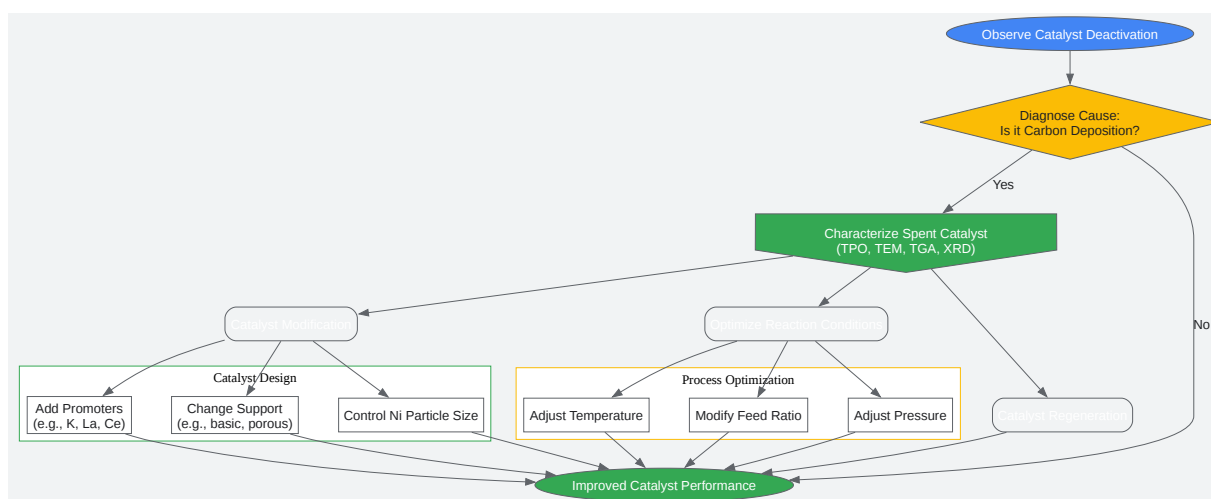 Observe Catalyst Deactivation
Diagnose Cause:
Is it Carbon Deposition?
Yes
Characterize Spent Catalyst
(TPO, TEM, TGA, XRD)
Catalyst Modification
Optimize Reaction Conditions
No
Catalyst Design
Process Optimization
Add Promoters
(e.g., K, La, Ce)
Change Support
(e.g., basic, porous)
Control Ni Particle Size
Adjust Temperature
Modify Feed Ratio
Adjust Pressure
Catalyst Regeneration
Improved Catalyst Performance